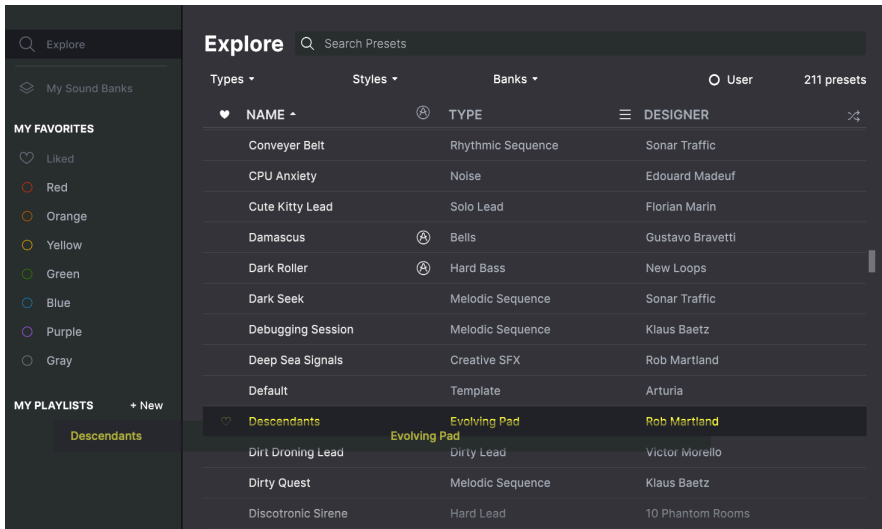 Explore
My Sound Banks
MY FAVORITES
Liked
Red
Orange
Yellow
Green
Blue
Purple
Gray
MY PLAYLISTS + New
Explore Search Presets
Types Styles Banks User 211 presets
NAME TYPE DESIGNER
Conveyer Belt Rhythmic Sequence Sonar Traffic
CPU Anxiety Noise Edouard Madeuf
Cute Kitty Lead Solo Lead Florian Marin
Damascus Bells Gustavo Bravetti
Dark Roller Hard Bass New Loops
Dark Seek Melodic Sequence Sonar Traffic
Debugging Session Melodic Sequence Klaus Baetz
Deep Sea Signals Creative SFX Rob Martland
Default Template Arturia
Descendants Evolving Pad Rob Martland
Descendants Evolving Pad
Dirt Droning Lead Dirty Lead Victor Morello
Dirty Quest Melodic Sequence Klaus Baetz
Discotronic Sirene Hard Lead 10 Phantom Rooms